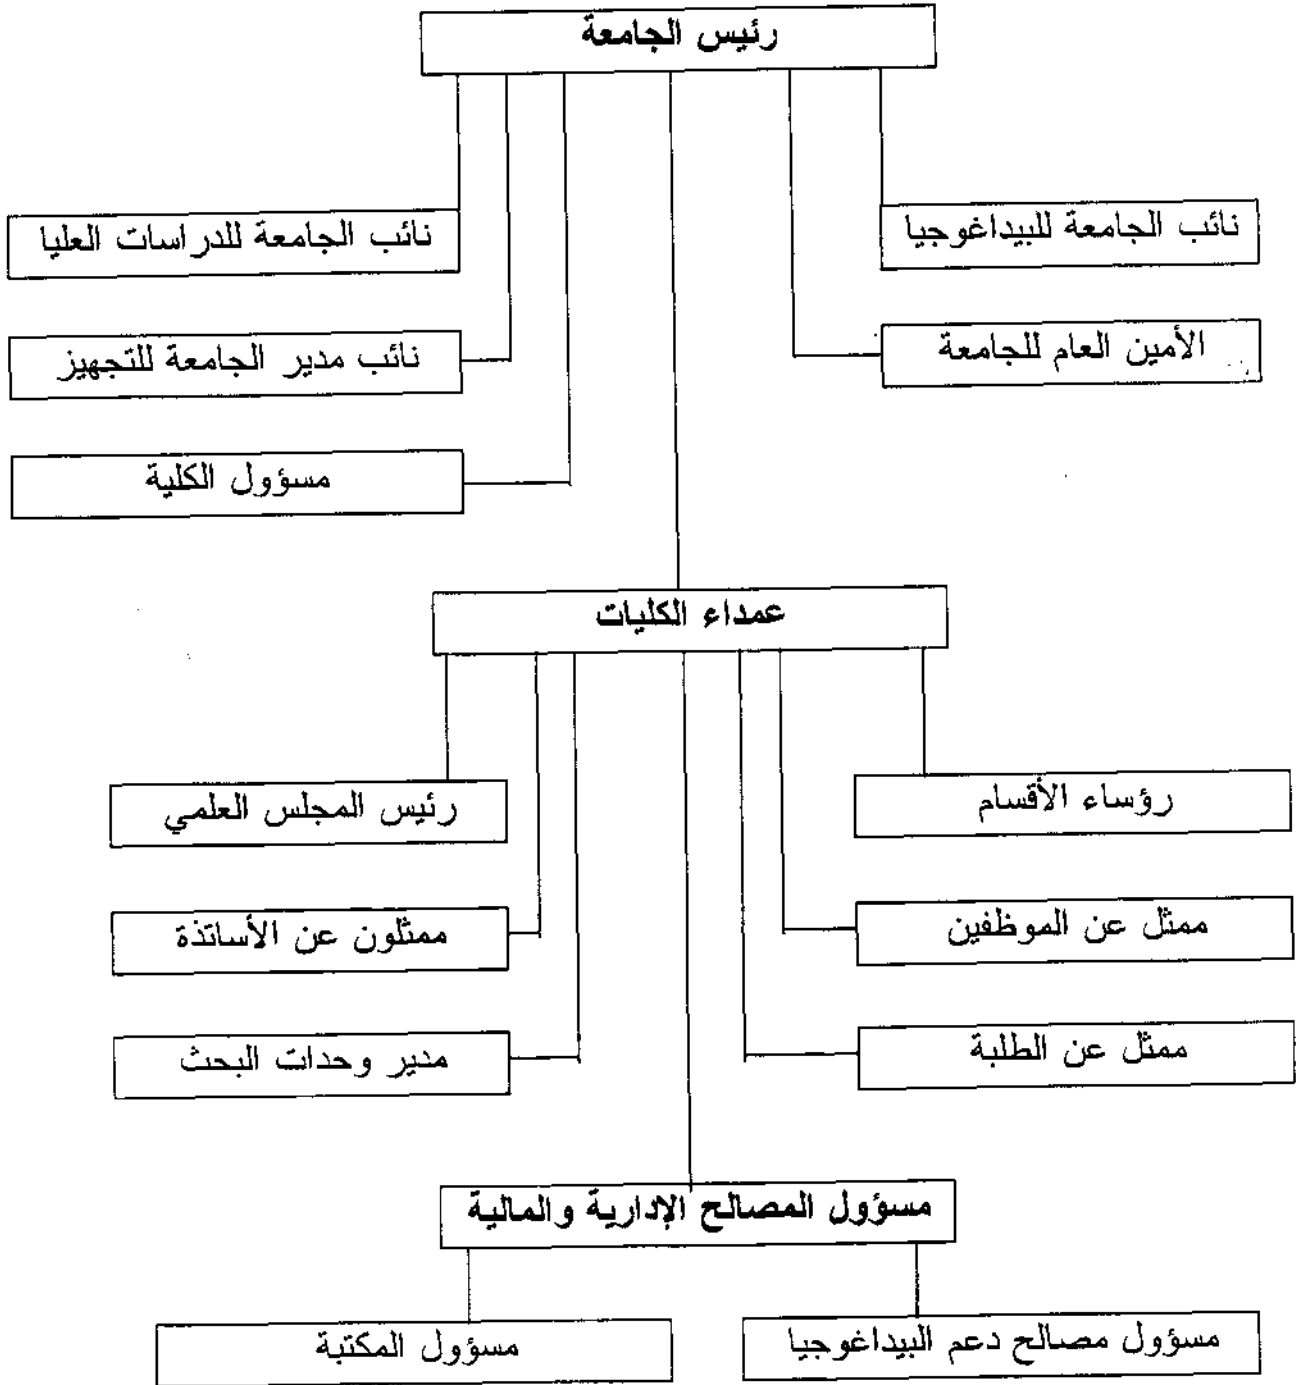 رئيس الجامعة
نائب الجامعة للبيداغوجيا
نائب الجامعة للدراسات العليا
الأمين العام للجامعة
نائب مدير الجامعة للتجهيز
مسؤول الكلية
عمداء الكليات
رؤساء الأقسام
رئيس المجلس العلمي
ممثل عن الموظفين
ممثلون عن الأساتذة
ممثل عن الطلبة
مدير وحدات البحث
مسؤول المصالح الإدارية والمالية
مسؤول مصالح دعم البيداغوجيا
مسؤول المكتبة